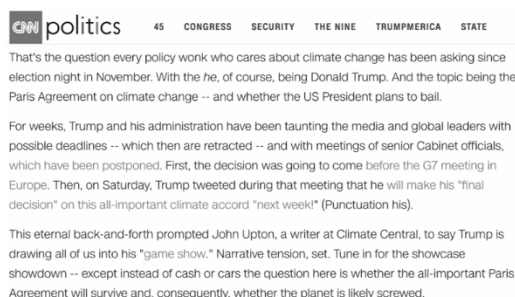 CNN politics 45 CONGRESS SECURITY THE NINE TRUMPMERICA STATE
That's the question every policy wonk who cares about climate change has been asking since
election night in November. With the he, of course, being Donald Trump. And the topic being the
Paris Agreement on climate change -- and whether the US President plans to bail.
For weeks, Trump and his administration have been taunting the media and global leaders with
possible deadlines -- which then are retracted -- and with meetings of senior Cabinet officials,
which have been postponed. First, the decision was going to come before the G7 meeting in
Europe. Then, on Saturday, Trump tweeted during that meeting that he will make his "final
decision" on this all-important climate accord "next week!" (Punctuation his).
This eternal back-and-forth prompted John Upton, a writer at Climate Central, to say Trump is
drawing all of us into his "game show." Narrative tension, set. Tune in for the showcase
showdown -- except instead of cash or cars the question here is whether the all-important Paris
Agreement will survive and, consequently, whether the planet is likely screwed.